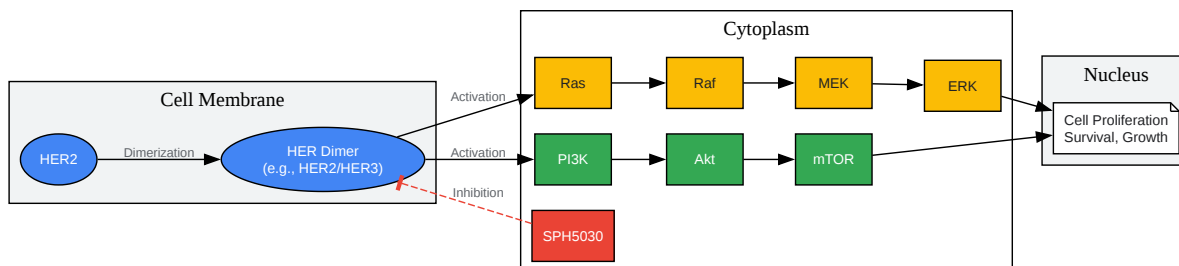 Cell Membrane
HER2
Dimerization
HER Dimer
(e.g., HER2/HER3)
Activation
Activation
Inhibition
Cytoplasm
Ras
Raf
MEK
ERK
PI3K
Akt
mTOR
SPH5030
Nucleus
Cell Proliferation
Survival, Growth